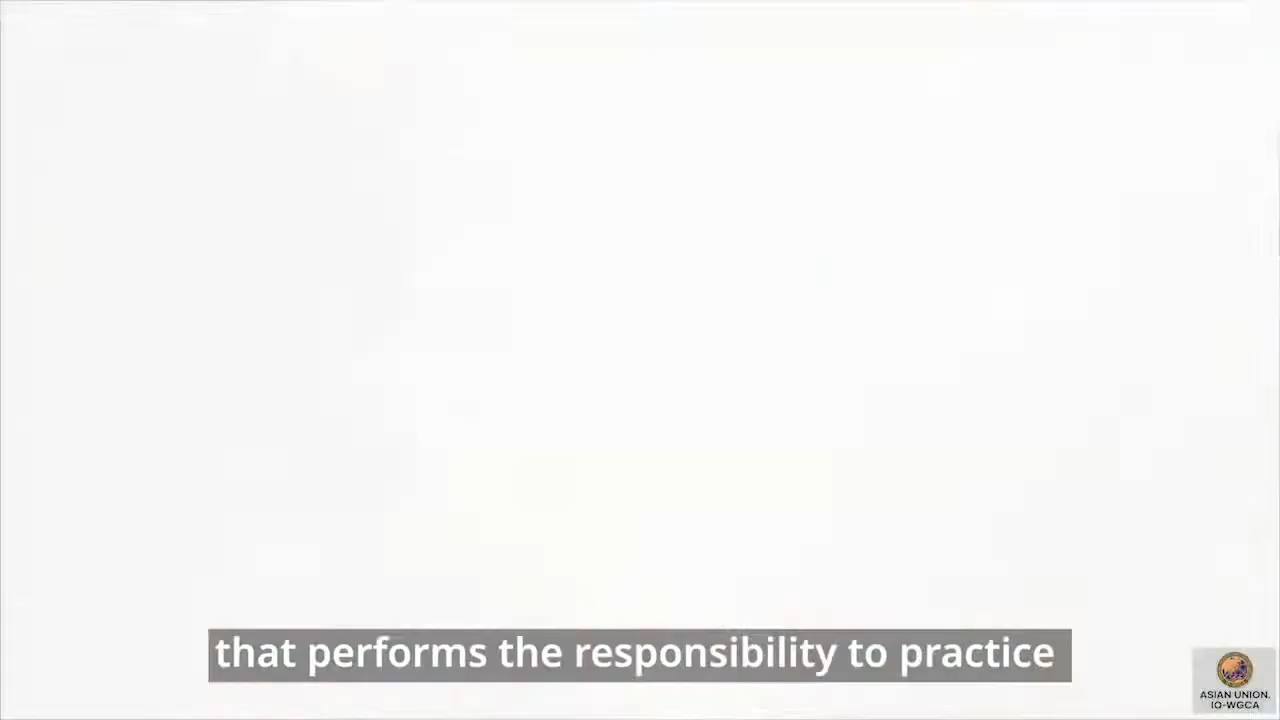 that performs the responsibility to practice
ASIAN UNION.
IO-WGCA